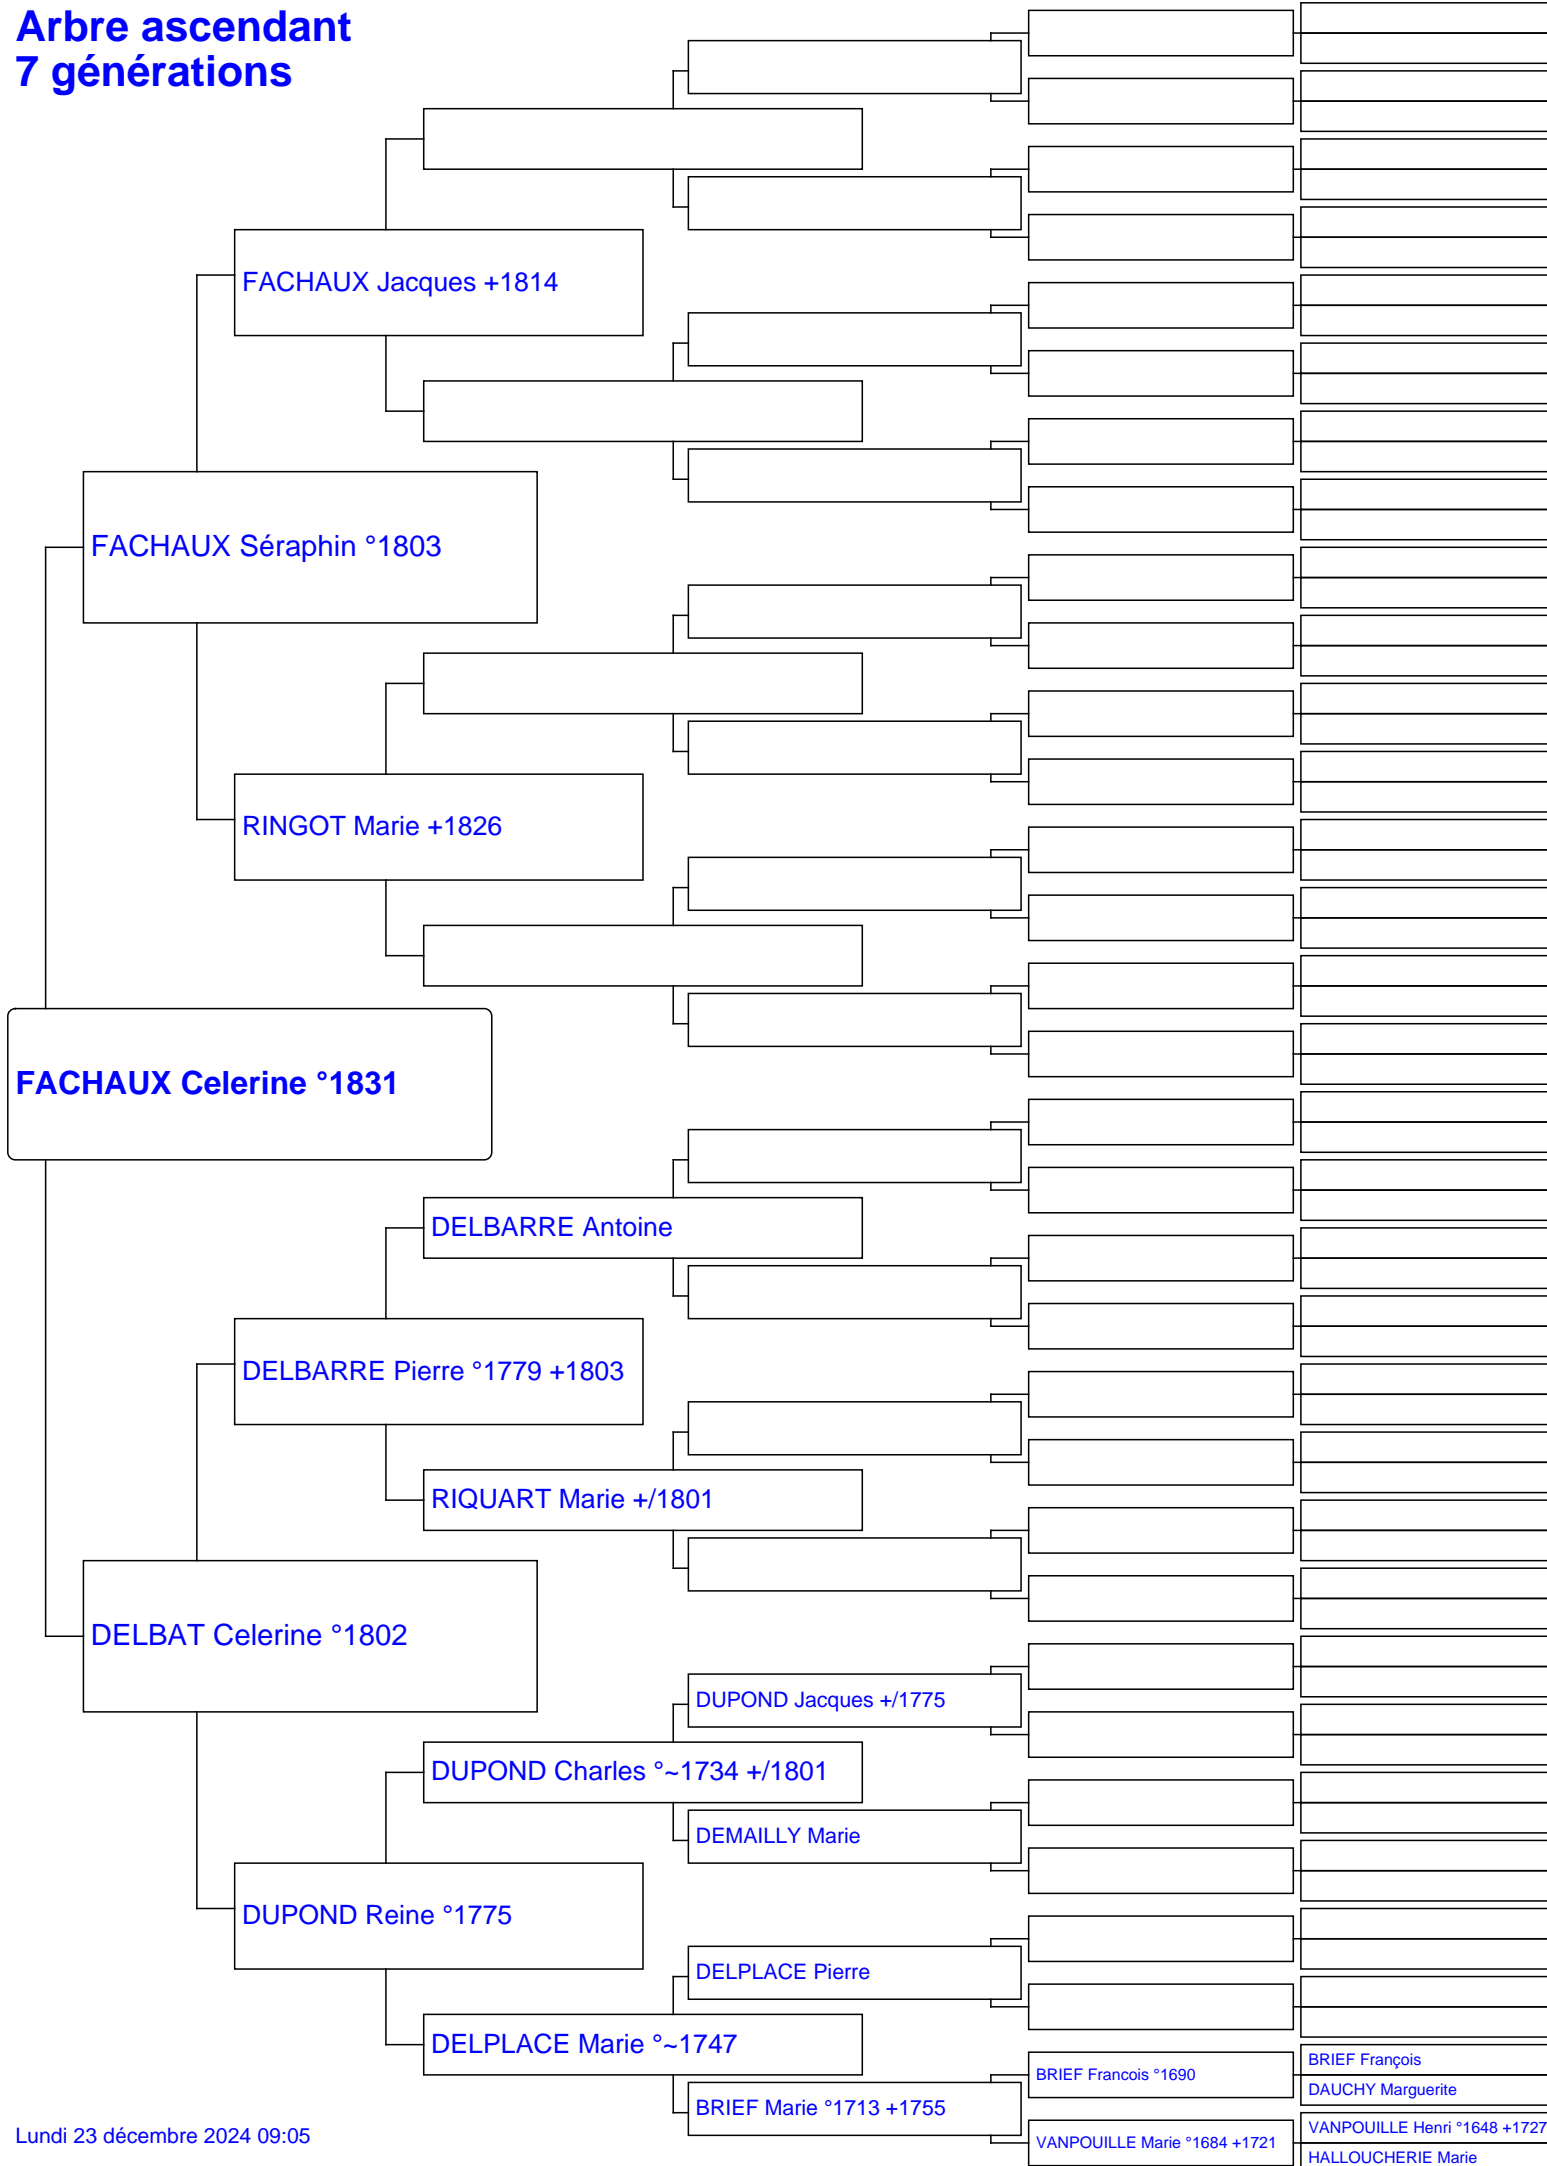 Arbre ascendant
7 générations
FACHAUX Jacques +1814
FACHAUX Séraphin °1803
RINGOT Marie +1826
FACHAUX Celerine °1831
DELBARRE Antoine
DELBARRE Pierre °1779 +1803
RIQUART Marie +/1801
DELBAT Celerine °1802
DUPOND Jacques +/1775
DUPOND Charles °~1734 +/1801
DEMAILLY Marie
DUPOND Reine °1775
DELPLACE Pierre
DELPLACE Marie °~1747
BRIEF François
BRIEF Francois °1690
DAUCHY Marguerite
BRIEF Marie °1713 +1755
VANPOUILLE Henri °1648 +1727
VANPOUILLE Marie °1684 +1721
HALLOUCHERIE Marie
Lundi 23 décembre 2024 09:05